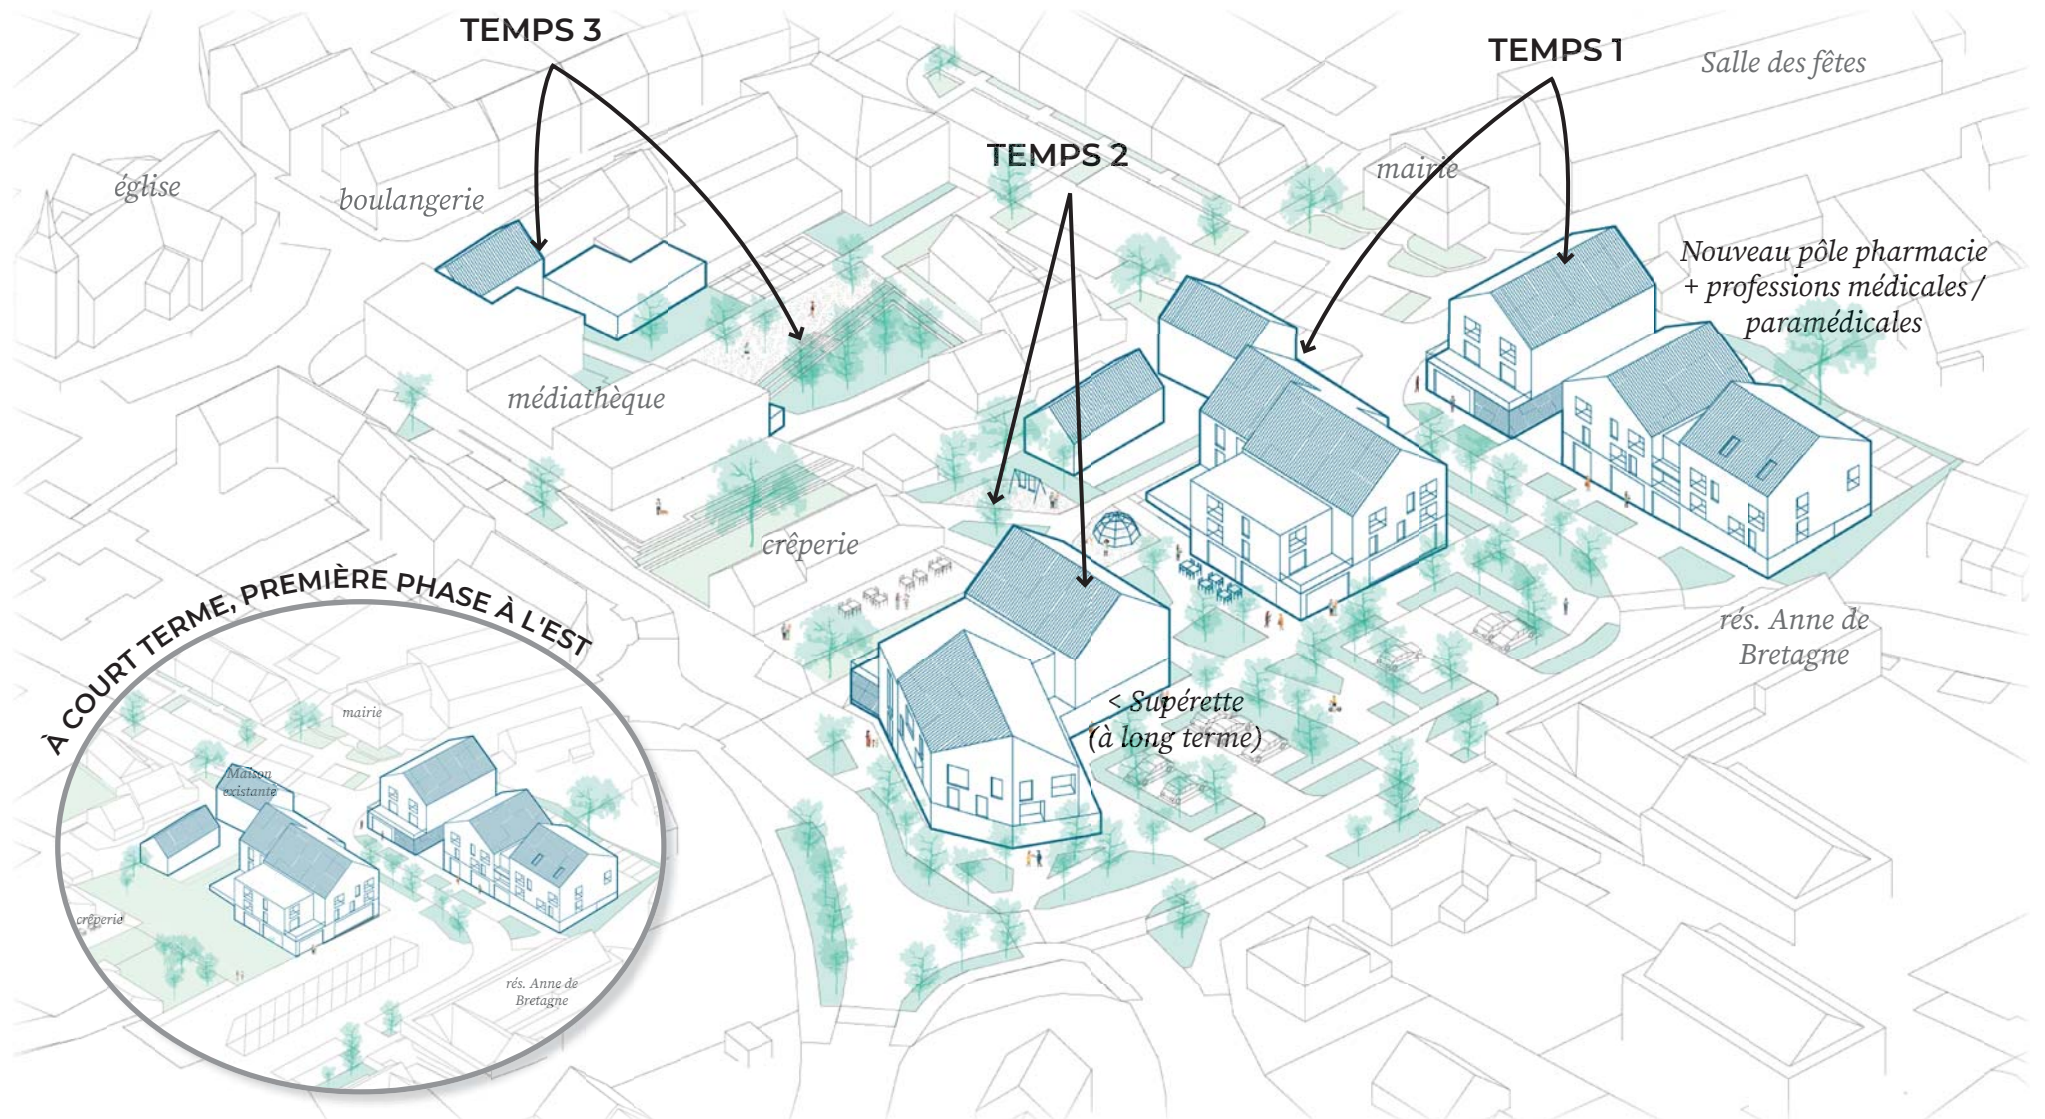 TEMPS 3
TEMPS 1
Salle des fêtes
TEMPS 2
mairie
église
boulangerie
Nouveau pôle pharmacie
+ professions médicales /
paramédicales
médiathèque
crêperie
rés. Anne de
Bretagne
< Supérette
(à long terme)
À COURT TERME, PREMIÈRE PHASE À L'EST
mairie
Maison
existante
crêperie
rés. Anne de
Bretagne